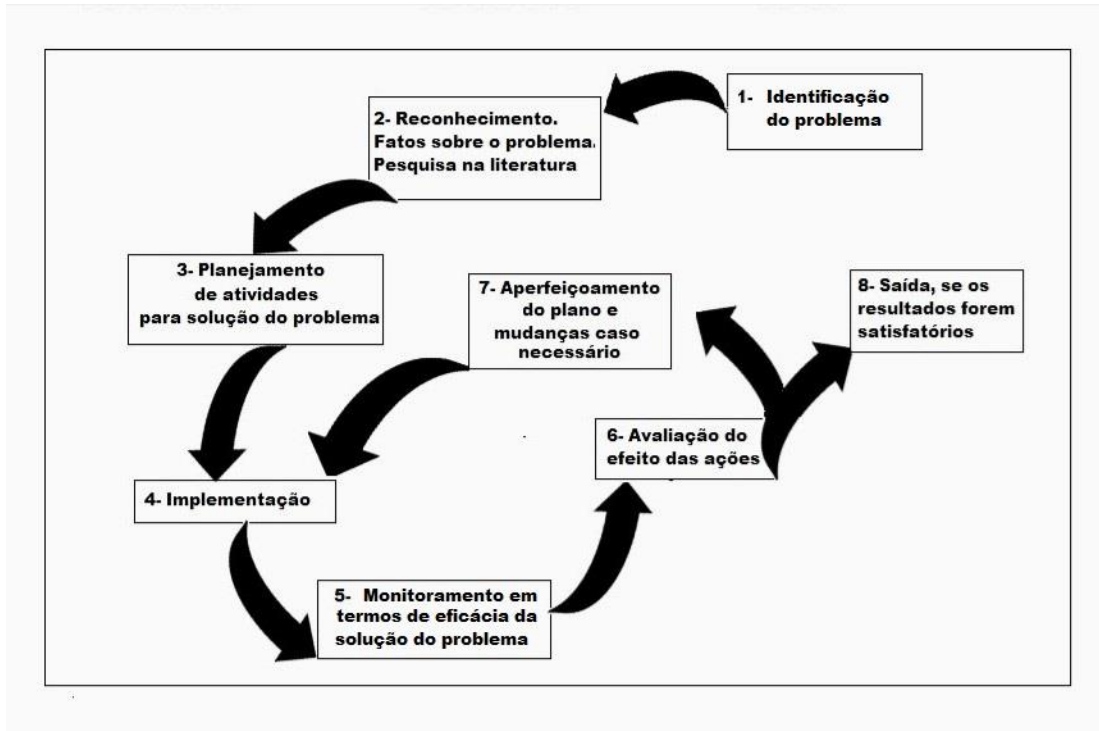 1- Identificação
do problema
2- Reconhecimento.
Fatos sobre o problema.
Pesquisa na literatura
3- Planejamento
de atividades
para solução do problema
4- Implementação
5- Monitoramento em
termos de eficácia da
solução do problema
6- Avaliação do
efeito das ações
7- Aperfeiçoamento
do plano e
mudanças caso
necessário
8- Saída, se os
resultados forem
satisfatórios